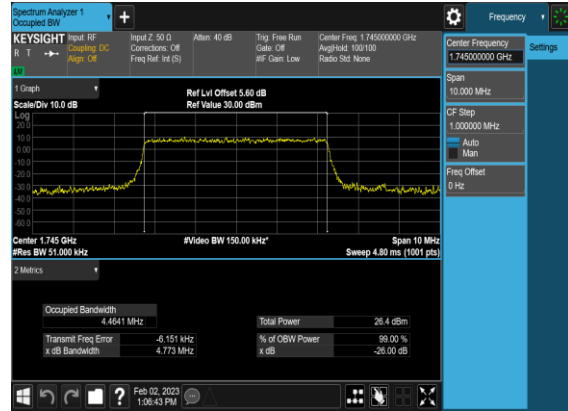 Spectrum Analyzer 1
Occupied BW
Frequency
KEYSIGHT
R T
LM
Input: RF
Coupling: DC
Align: Off
Input Z: 50 Ω
Corrections: Off
Freq Ref: Int (S)
Atten: 40 dB
Trig: Free Run
Gate: Off
#IF Gain: Low
Center Freq: 1.745000000 GHz
Avg|Hold: 100/100
Radio Std: None
Center Frequency
1.745000000 GHz
Settings
Span
10.000 MHz
CF Step
1.000000 MHz
Auto
Man
Freq Offset
0 Hz
1 Graph
Scale/Div 10.0 dB
Ref Lvl Offset 5.60 dB
Ref Value 30.00 dBm
Log
20.0
10.0
0.00
-10.0
-20.0
-30.0
-40.0
-50.0
-60.0
Center 1.745 GHz
#Res BW 51.000 kHz
#Video BW 150.00 kHz*
Span 10 MHz
Sweep 4.80 ms (1001 pts)
2 Metrics
Occupied Bandwidth
4.4641 MHz
Total Power
26.4 dBm
Transmit Freq Error
-6.151 kHz
% of OBW Power
99.00 %
x dB Bandwidth
4.773 MHz
x dB
-26.00 dB
Feb 02, 2023
1:06:43 PM